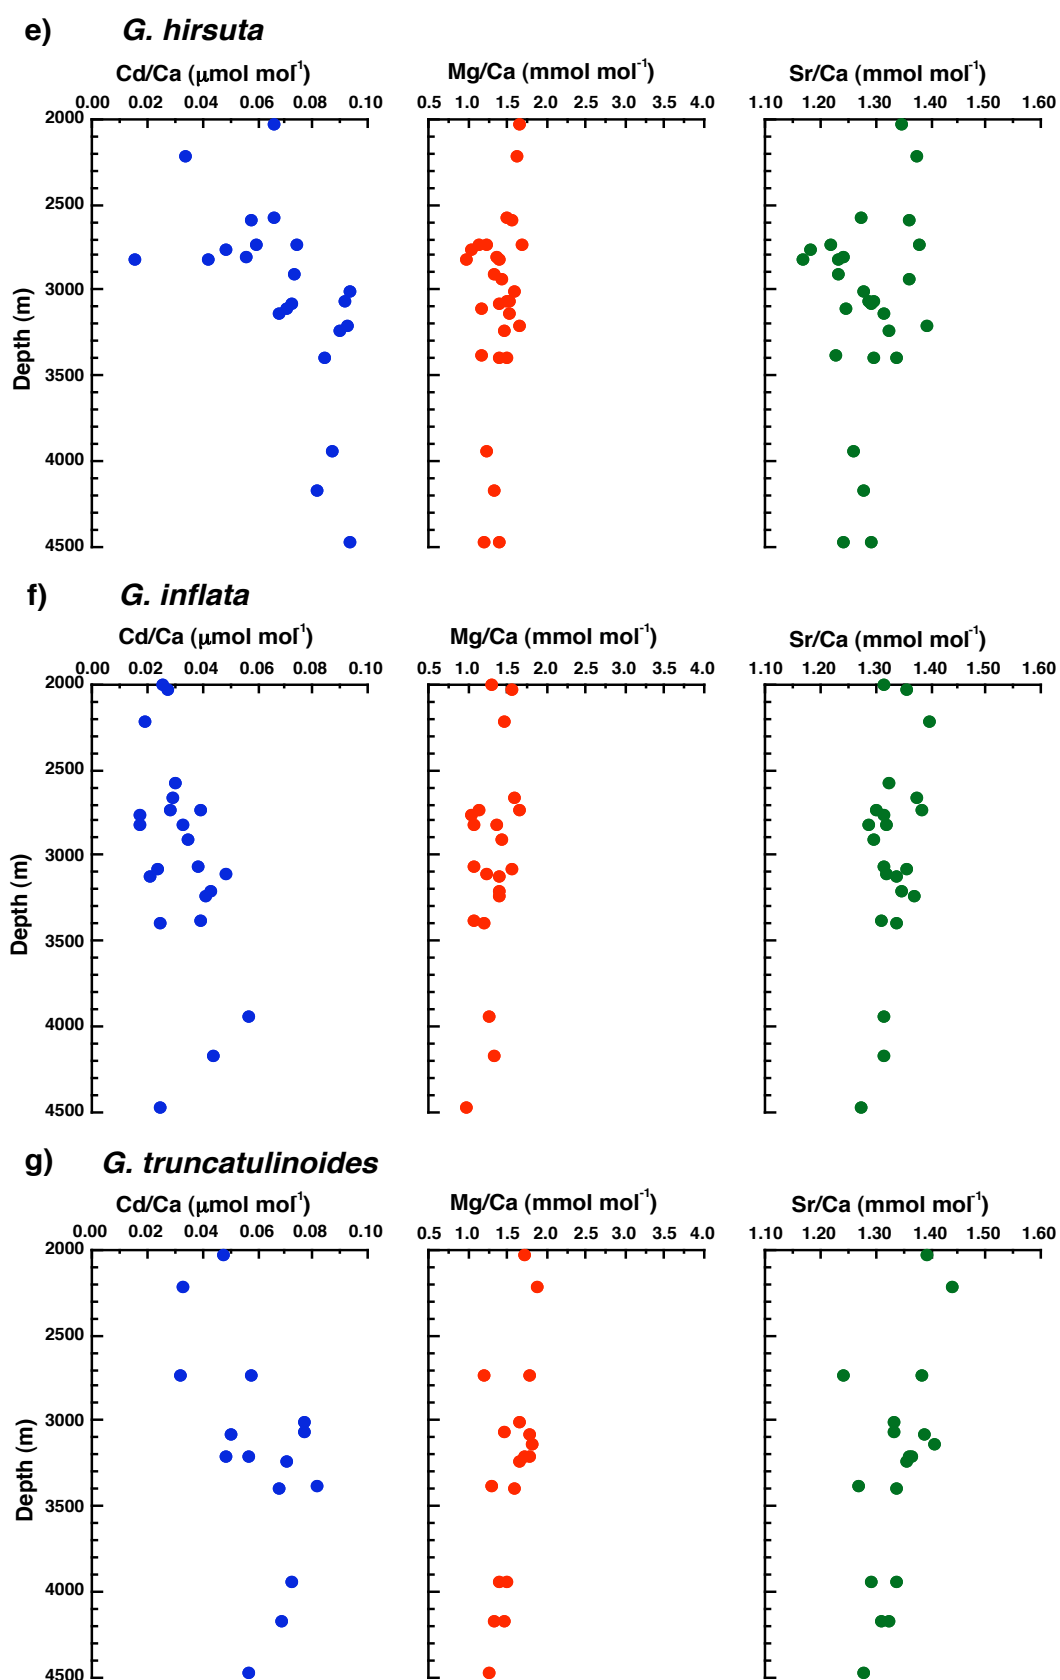 e) G. hirsuta
Cd/Ca (μmol mol-1) Mg/Ca (mmol mol-1) Sr/Ca (mmol mol-1)
0.00 0.02 0.04 0.06 0.08 0.10 0.5 1.0 1.5 2.0 2.5 3.0 3.5 4.0 1.10 1.20 1.30 1.40 1.50 1.60
2000
2500
3000
3500
4000
4500
Depth (m)
f) G. inflata
Cd/Ca (μmol mol-1) Mg/Ca (mmol mol-1) Sr/Ca (mmol mol-1)
0.00 0.02 0.04 0.06 0.08 0.10 0.5 1.0 1.5 2.0 2.5 3.0 3.5 4.0 1.10 1.20 1.30 1.40 1.50 1.60
2000
2500
3000
3500
4000
4500
Depth (m)
g) G. truncatulinoides
Cd/Ca (μmol mol-1) Mg/Ca (mmol mol-1) Sr/Ca (mmol mol-1)
0.00 0.02 0.04 0.06 0.08 0.10 0.5 1.0 1.5 2.0 2.5 3.0 3.5 4.0 1.10 1.20 1.30 1.40 1.50 1.60
2000
2500
3000
3500
4000
4500
Depth (m)